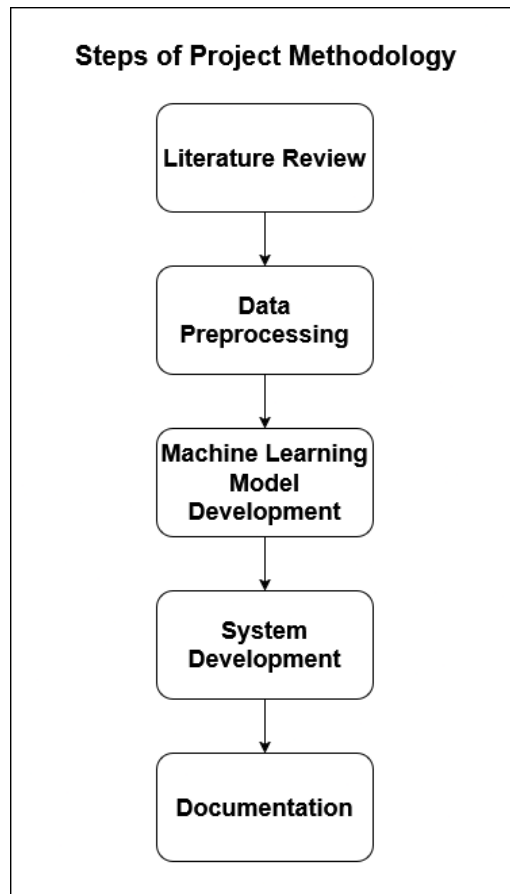 Steps of Project Methodology
Literature Review
Data
Preprocessing
Machine Learning
Model
Development
System
Development
Documentation